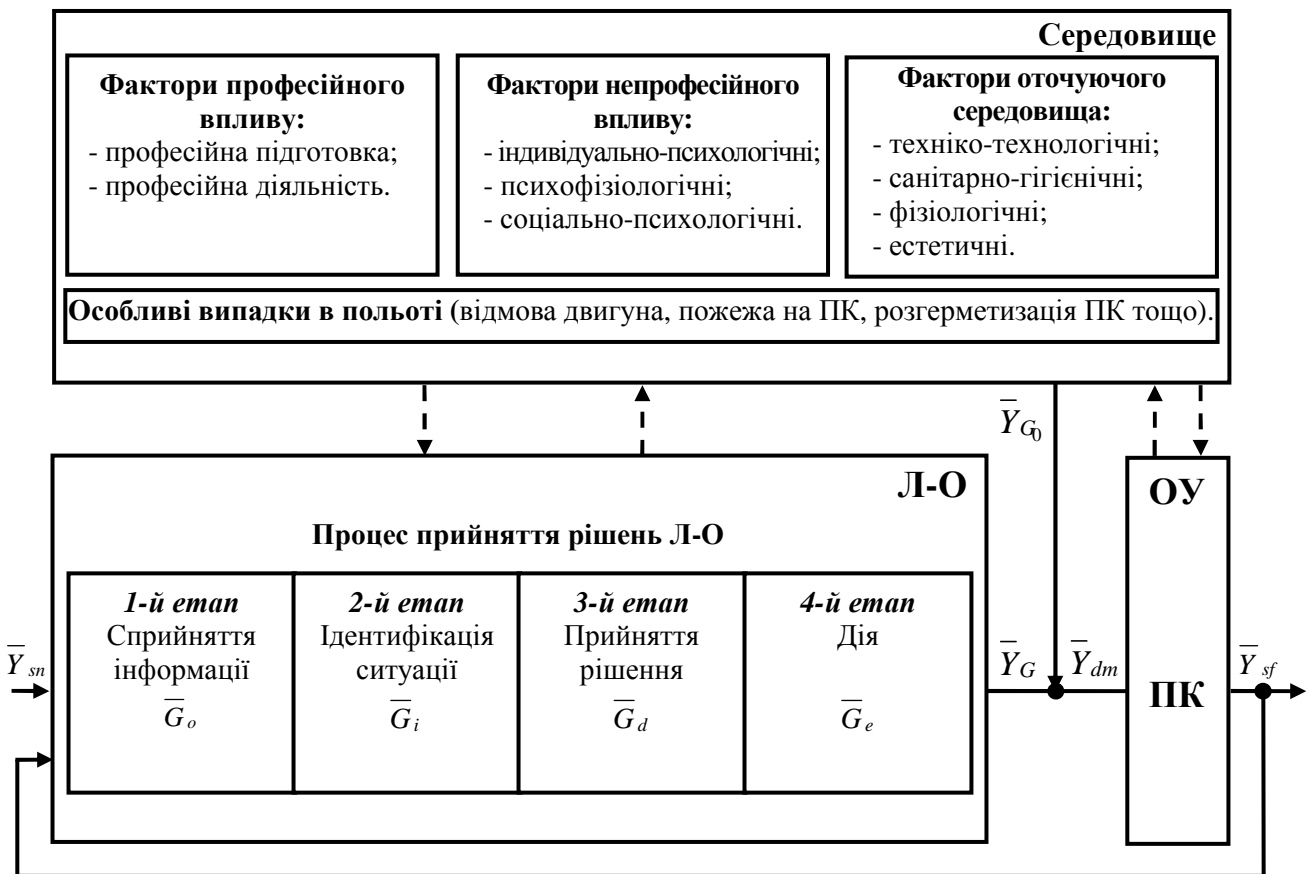 Середовище
Фактори професійного
впливу:
- професійна підготовка;
- професійна діяльність.
Фактори непрофесійного
впливу:
- індивідуально-психологічні;
- психофізіологічні;
- соціально-психологічні.
Фактори оточуючого
середовища:
- техніко-технологічні;
- санітарно-гігієнічні;
- фізіологічні;
- естетичні.
Особливі випадки в польоті (відмова двигуна, пожежа на ПК, розгерметизація ПК тощо).
Y̅ G₀
Л-О
Процес прийняття рішень Л-О
1-й етап
Сприйняття
інформації
G̅ o
2-й етап
Ідентифікація
ситуації
G̅ i
3-й етап
Прийняття
рішення
G̅ d
4-й етап
Дія
G̅ e
Y̅ sn
Y̅ G
Y̅ dm
ОУ
ПК
Y̅ sf